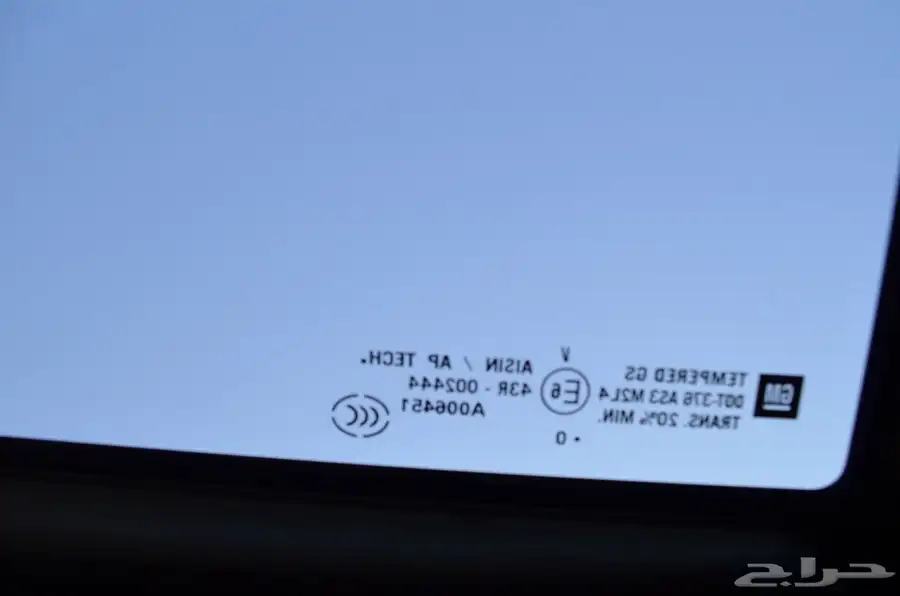 GM
TEMPERED GS
DOT-376 AS3 M2L4
TRANS. 20% MIN.
V
E6
• 0
AISIN / AP TECH.
43R - 002444
A006451
CCC
حراج